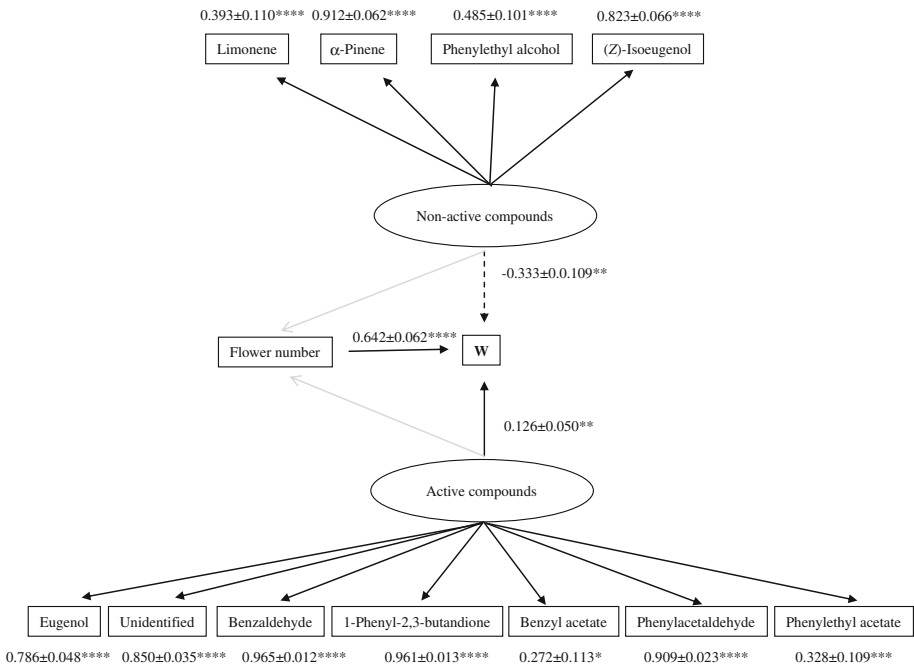 0.393±0.110**** 0.912±0.062**** 0.485±0.101**** 0.823±0.066****
Limonene α-Pinene Phenylethyl alcohol (Z)-Isoeugenol
Non-active compounds
-0.333±0.0.109**
0.642±0.062****
Flower number W
0.126±0.050**
Active compounds
Eugenol Unidentified Benzaldehyde 1-Phenyl-2,3-butandione Benzyl acetate Phenylacetaldehyde Phenylethyl acetate
0.786±0.048**** 0.850±0.035**** 0.965±0.012**** 0.961±0.013**** 0.272±0.113* 0.909±0.023**** 0.328±0.109***